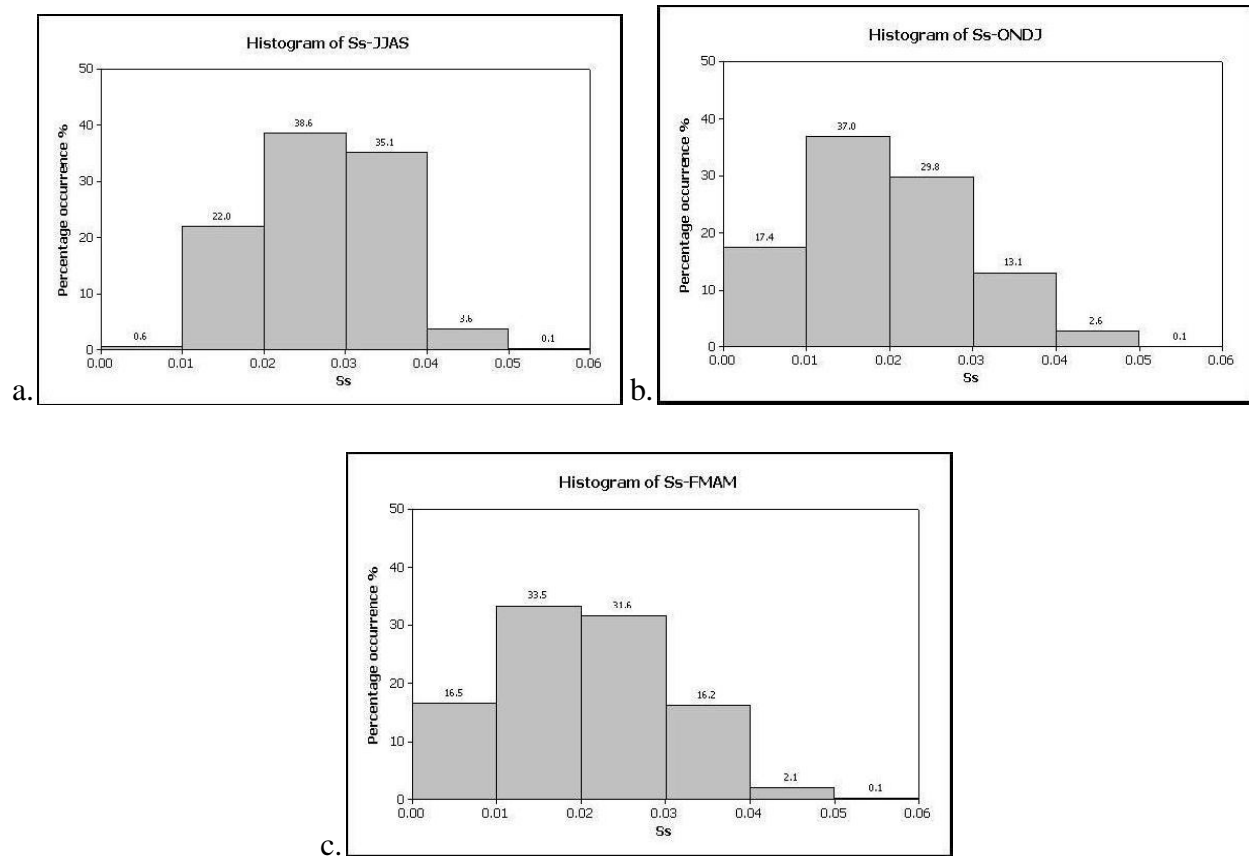 Histogram of Ss-JJAS
Percentage occurrence %
50
40
30
20
10
0
0.6
22.0
38.6
35.1
3.6
0.1
0.00 0.01 0.02 0.03 0.04 0.05 0.06
Ss
a.
Histogram of Ss-ONDJ
Percentage occurrence %
50
40
30
20
10
0
17.4
37.0
29.8
13.1
2.6
0.1
0.00 0.01 0.02 0.03 0.04 0.05 0.06
Ss
b.
Histogram of Ss-FMAM
Percentage occurrence %
50
40
30
20
10
0
16.5
33.5
31.6
16.2
2.1
0.1
0.00 0.01 0.02 0.03 0.04 0.05 0.06
Ss
c.